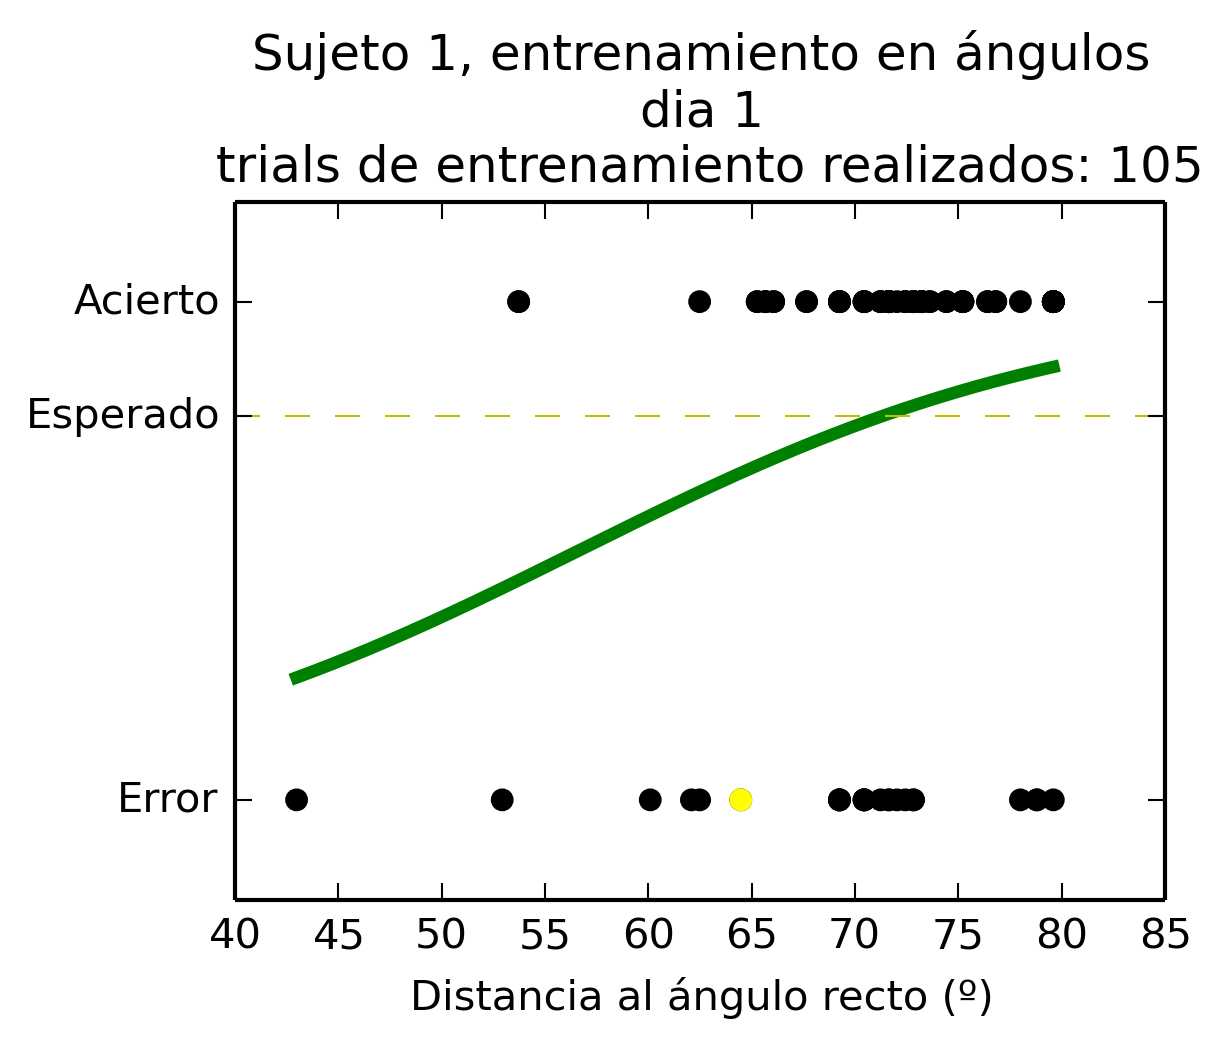 Sujeto 1, entrenamiento en ángulos
dia 1
trials de entrenamiento realizados: 105
Acierto
Esperado
Error
40 45 50 55 60 65 70 75 80 85
Distancia al ángulo recto (º)